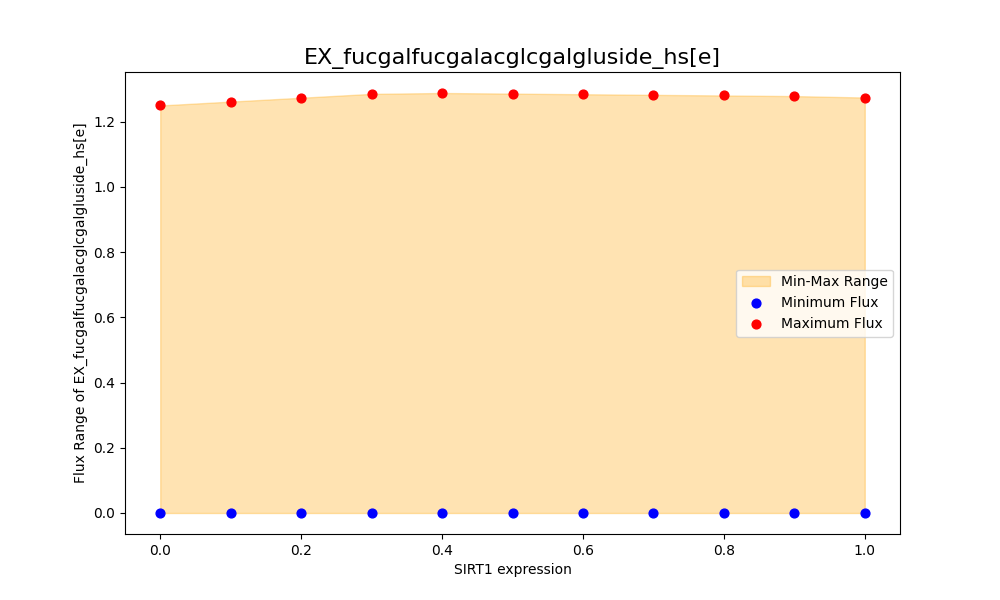 EX_fucgalfucgalacglcgalgluside_hs[e]
Flux Range of EX_fucgalfucgalacglcgalgluside_hs[e]
1.2
1.0
0.8
0.6
0.4
0.2
0.0
Min-Max Range
Minimum Flux
Maximum Flux
0.0 0.2 0.4 0.6 0.8 1.0
SIRT1 expression